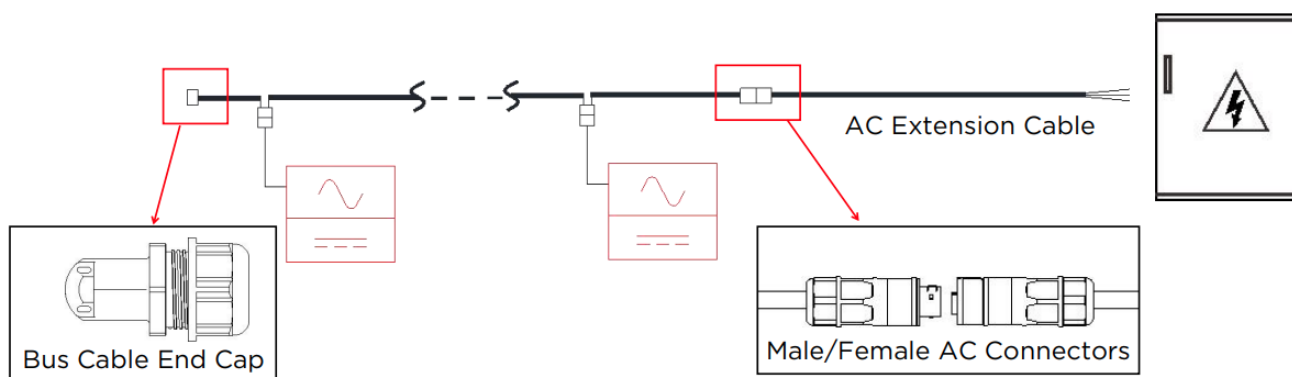 AC Extension Cable
Bus Cable End Cap
Male/Female AC Connectors